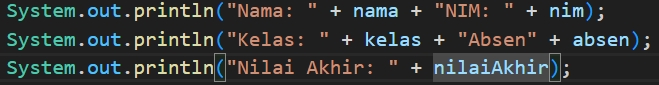 System.out.println("Nama: " + nama + "NIM: " + nim);
System.out.println("Kelas: " + kelas + "Absen" + absen);
System.out.println("Nilai Akhir: " + nilaiAkhir);